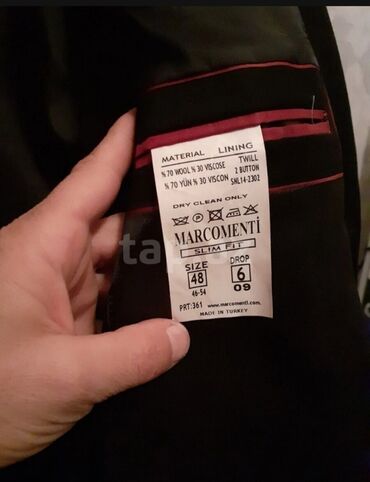 MATERIAL LINING
% 70 WOOL % 30 VISCOSE TWILL
2 BUTTON
% 70 YÜN % 30 VISCON SNL14-2302
DRY CLEAN ONLY
MARCOMENTİ
SLIM FIT
SIZE DROP
48 6
46-54 09
PRT:361 www.marcomenti.com
MADE IN TURKEY